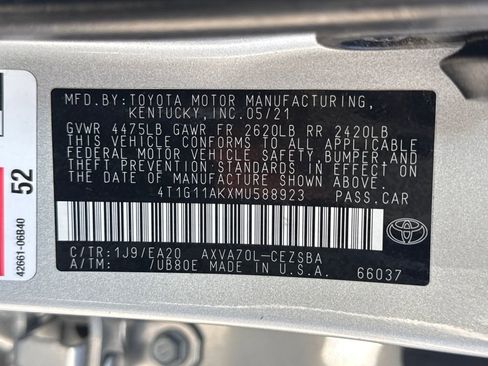 MFD. BY:TOYOTA MOTOR MANUFACTURING,
KENTUCKY, INC.05/21
GVWR 4475LB GAWR FR 2620LB RR 2420LB
THIS VEHICLE CONFORMS TO ALL APPLICABLE
FEDERAL MOTOR VEHICLE SAFETY,BUMPER,AND
THEFT PREVENTION STANDARDS IN EFFECT ON
THE DATE OF MANUFACTURE SHOWN ABOVE.
4T1G11AKXMU588923 PASS.CAR
C/TR:1J9/EA20 AXVA70L-CEZSBA
A/TM: /UB80E MADE IN U.S.A.
66037
TOYOTA
52
42661-06B40